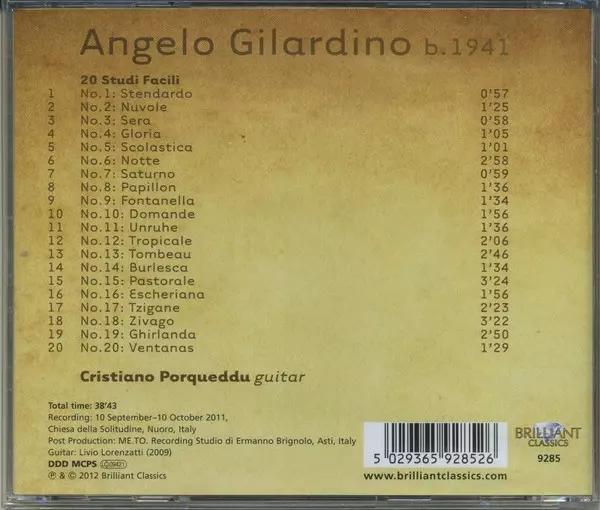 Angelo Gilardino b.1941
20 Studi Facili
1 No.1: Stendardo 0'57
2 No.2: Nuvole 1'25
3 No.3: Sera 0'58
4 No.4: Gloria 1'05
5 No.5: Scolastica 1'01
6 No.6: Notte 2'58
7 No.7: Saturno 0'59
8 No.8: Papillon 1'36
9 No.9: Fontanella 1'34
10 No.10: Domande 1'56
11 No.11: Unruhe 1'36
12 No.12: Tropicale 2'06
13 No.13: Tombeau 2'46
14 No.14: Burlesca 1'34
15 No.15: Pastorale 3'24
16 No.16: Escheriana 1'56
17 No.17: Tzigane 2'23
18 No.18: Zivago 3'22
19 No.19: Ghirlanda 2'50
20 No.20: Ventanas 1'29
Cristiano Porqueddu guitar
Total time: 38'43
Recording: 10 September–10 October 2011,
Chiesa della Solitudine, Nuoro, Italy
Post Production: ME.TO. Recording Studio di Ermanno Brignolo, Asti, Italy
Guitar: Livio Lorenzatti (2009)
DDD MCPS LC09421
℗ & © 2012 Brilliant Classics
5 029365 928526
www.brilliantclassics.com
BRILLIANT
CLASSICS
9285